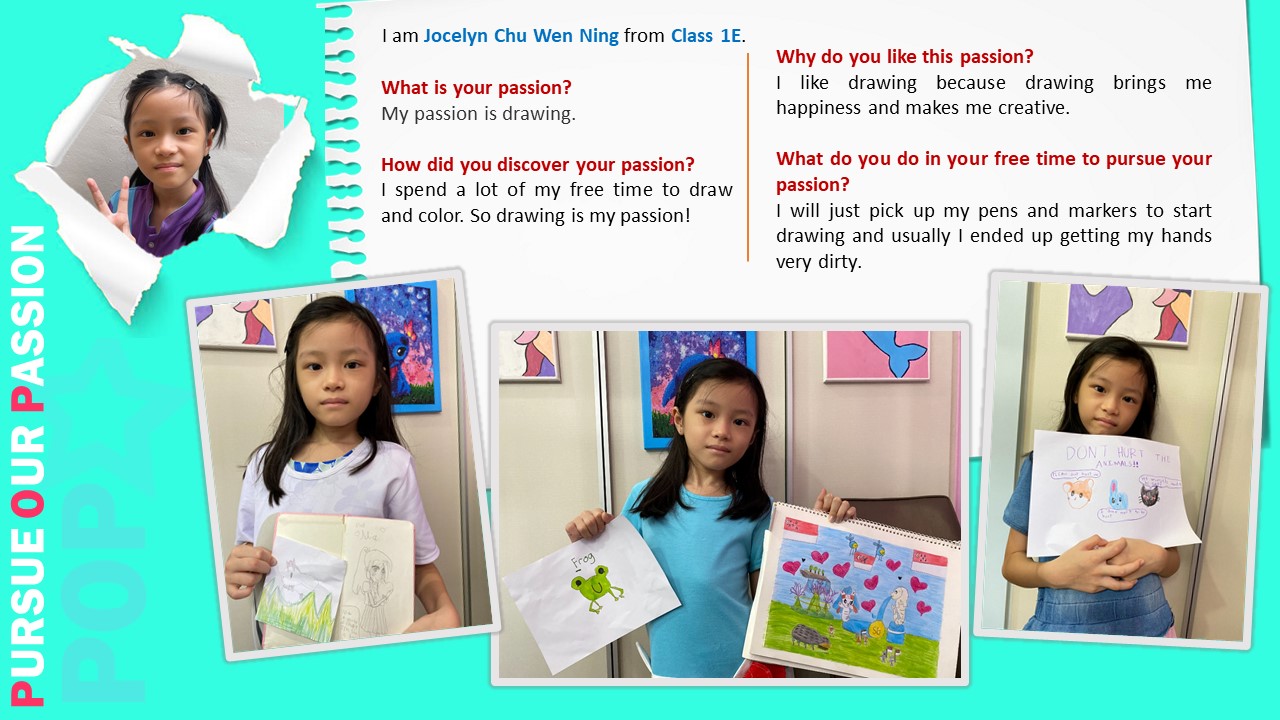 I am Jocelyn Chu Wen Ning from Class 1E.
What is your passion?
My passion is drawing.
How did you discover your passion?
I spend a lot of my free time to draw
and color. So drawing is my passion!
Why do you like this passion?
I like drawing because drawing brings me
happiness and makes me creative.
What do you do in your free time to pursue your
passion?
I will just pick up my pens and markers to start
drawing and usually I ended up getting my hands
very dirty.
PURSUE OUR PASSION
POP
Frog
DON'T HURT THE
ANIMALS!!